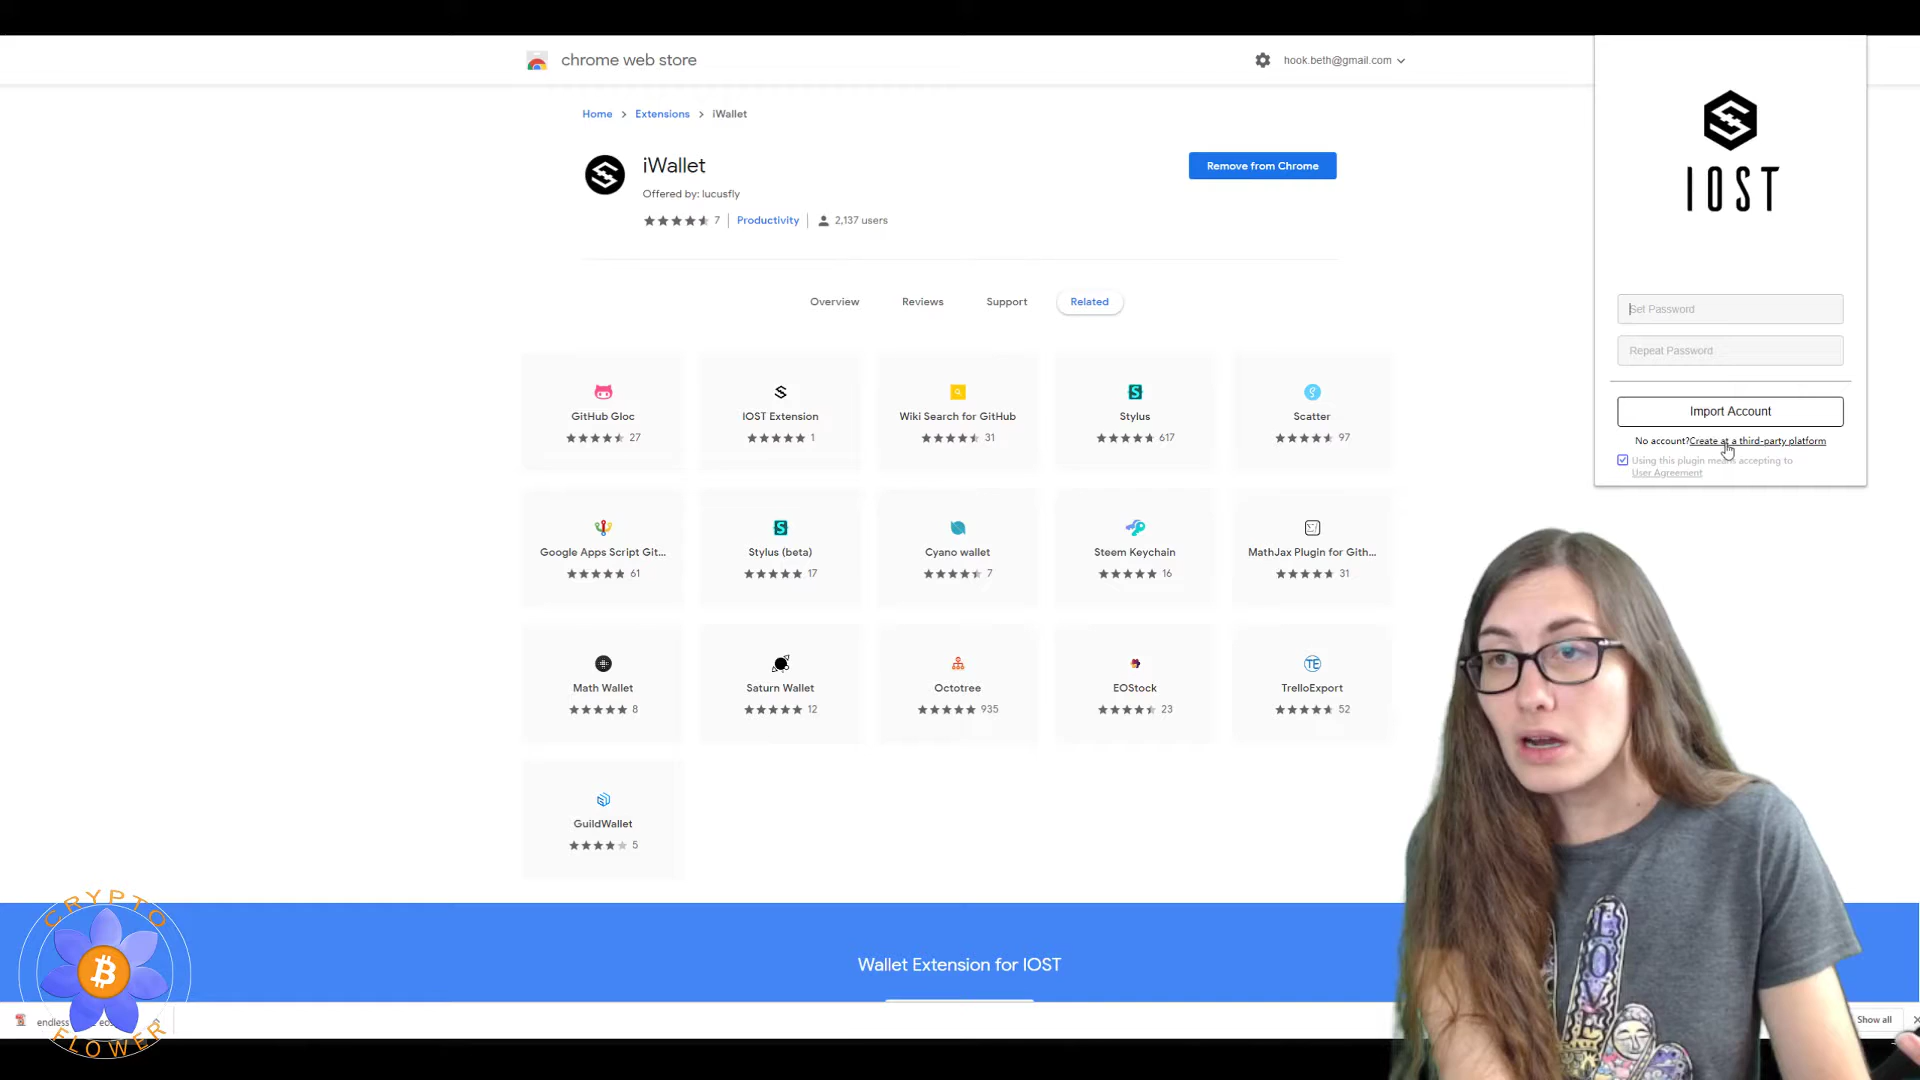 chrome web store
hook.beth@gmail.com
Home > Extensions > iWallet
iWallet
Offered by: lucusfly
7 Productivity 2,137 users
Remove from Chrome
Overview Reviews Support Related
GitHub Gloc
27
IOST Extension
1
Wiki Search for GitHub
31
Stylus
617
Scatter
97
Google Apps Script Git...
61
Stylus (beta)
17
Cyano wallet
7
Steem Keychain
16
MathJax Plugin for Gith...
31
Math Wallet
8
Saturn Wallet
12
Octotree
935
EOStock
23
TrelloExport
52
GuildWallet
5
Wallet Extension for IOST
IOST
Set Password
Repeat Password
Import Account
No account?Create at a third-party platform
Using this plugin means accepting to
User Agreement
CRYPTO
FLOWER
endless
Show all